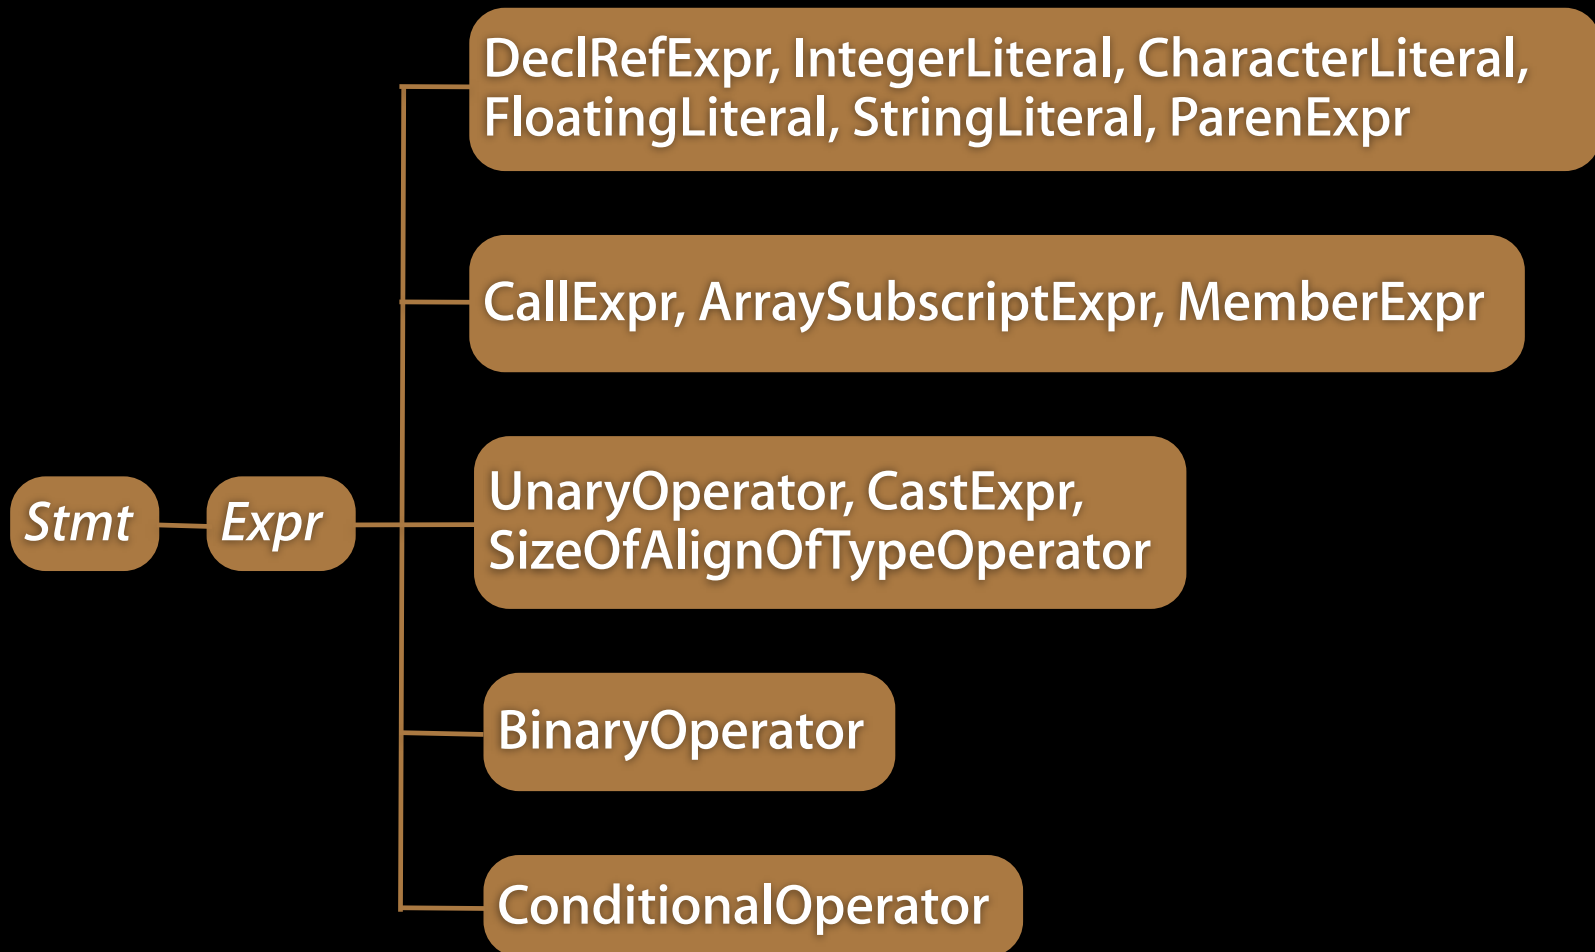 DeclRefExpr, IntegerLiteral, CharacterLiteral,
FloatingLiteral, StringLiteral, ParenExpr
CallExpr, ArraySubscriptExpr, MemberExpr
Stmt
Expr
UnaryOperator, CastExpr,
SizeOfAlignOfTypeOperator
BinaryOperator
ConditionalOperator